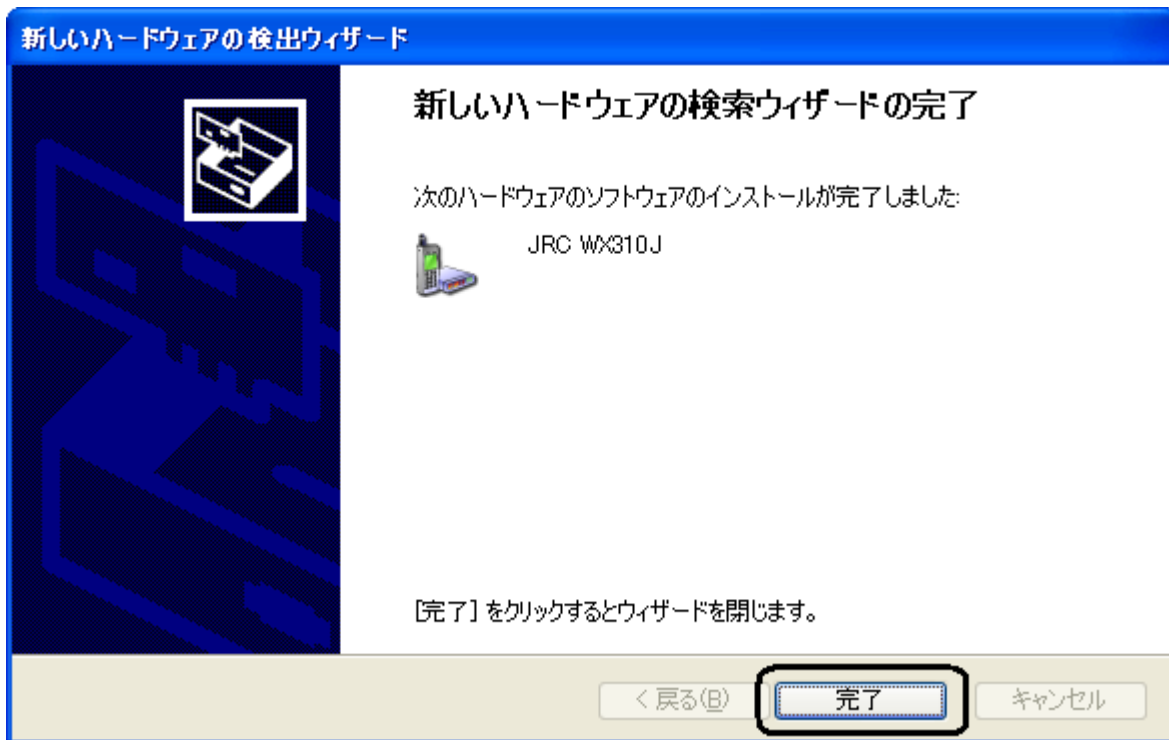 新しいハードウェアの検出ウィザード
新しいハードウェアの検索ウィザードの完了
次のハードウェアのソフトウェアのインストールが完了しました:
JRC WX310J
[完了] をクリックするとウィザードを閉じます。
< 戻る(B)
完了
キャンセル